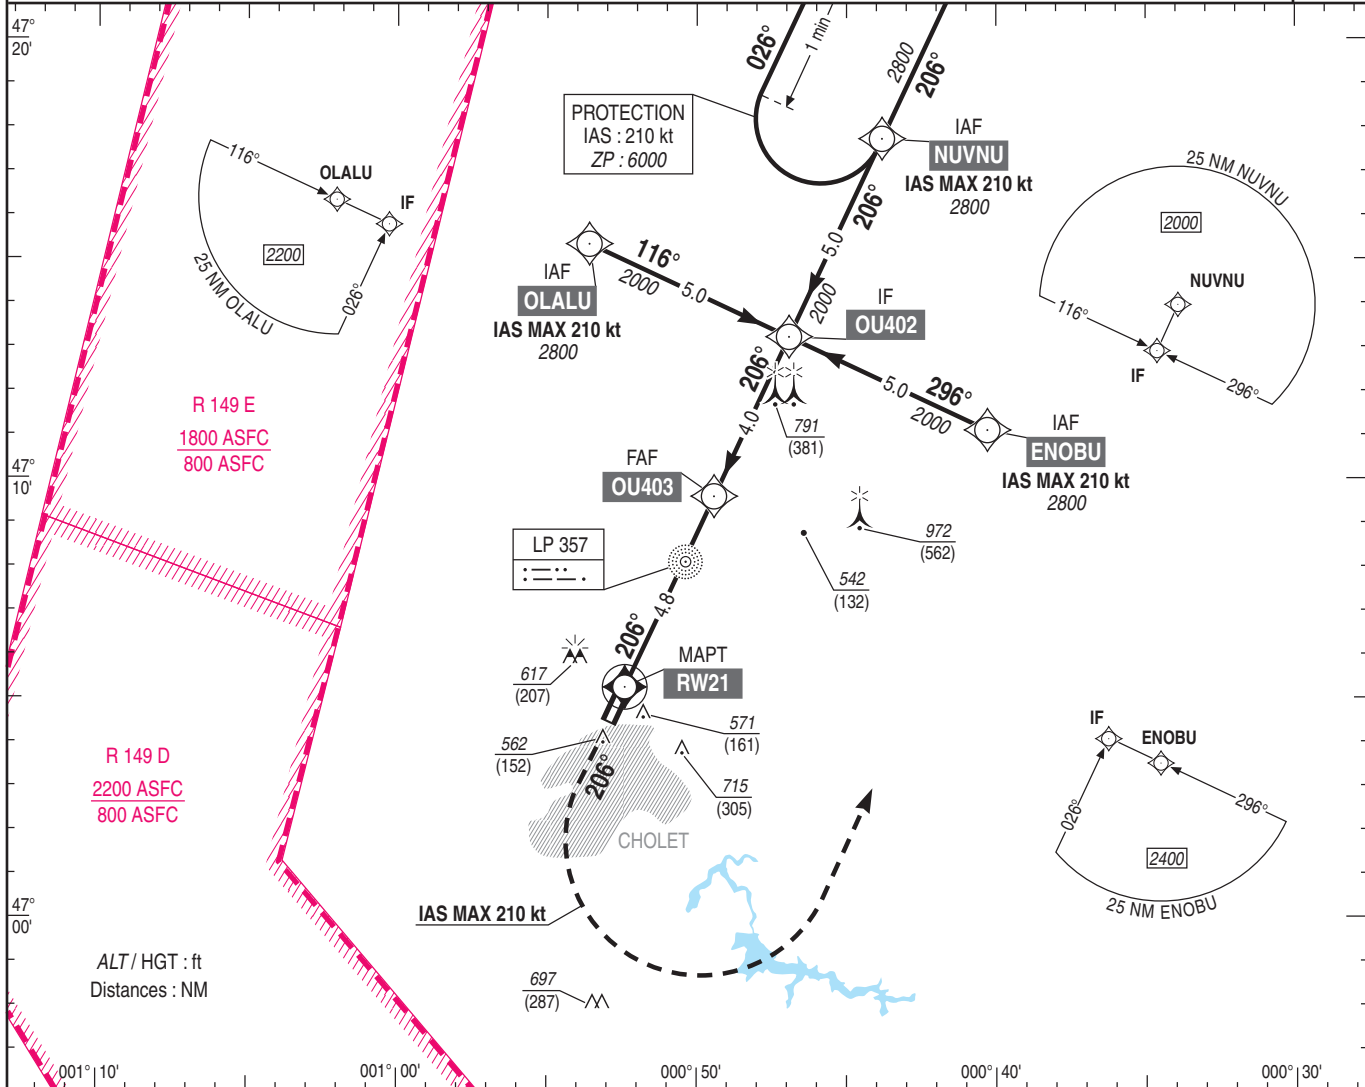 47°
20'
026°
1 min
2800
206°
PROTECTION
IAS : 210 kt
ZP : 6000
IAF
NUVNU
IAS MAX 210 kt
2800
116°
OLALU
IF
2200
026°
25 NM OLALU
25 NM NUVNU
2000
NUVNU
116°
IF
296°
206°
5.0
2000
IAF
OLALU
IAS MAX 210 kt
2800
116°
2000
5.0
IF
OU402
296°
5.0
2000
IAF
ENOBU
IAS MAX 210 kt
2800
R 149 E
1800 ASFC
800 ASFC
206°
4.0
791
(381)
47°
10'
FAF
OU403
972
(562)
542
(132)
LP 357
4.8
206°
617
(207)
MAPT
RW21
571
(161)
562
(152)
206°
715
(305)
CHOLET
R 149 D
2200 ASFC
800 ASFC
IF
ENOBU
026°
296°
2400
25 NM ENOBU
47°
00'
IAS MAX 210 kt
ALT / HGT : ft
Distances : NM
697
(287)
001°10'
001°00'
000°50'
000°40'
000°30'